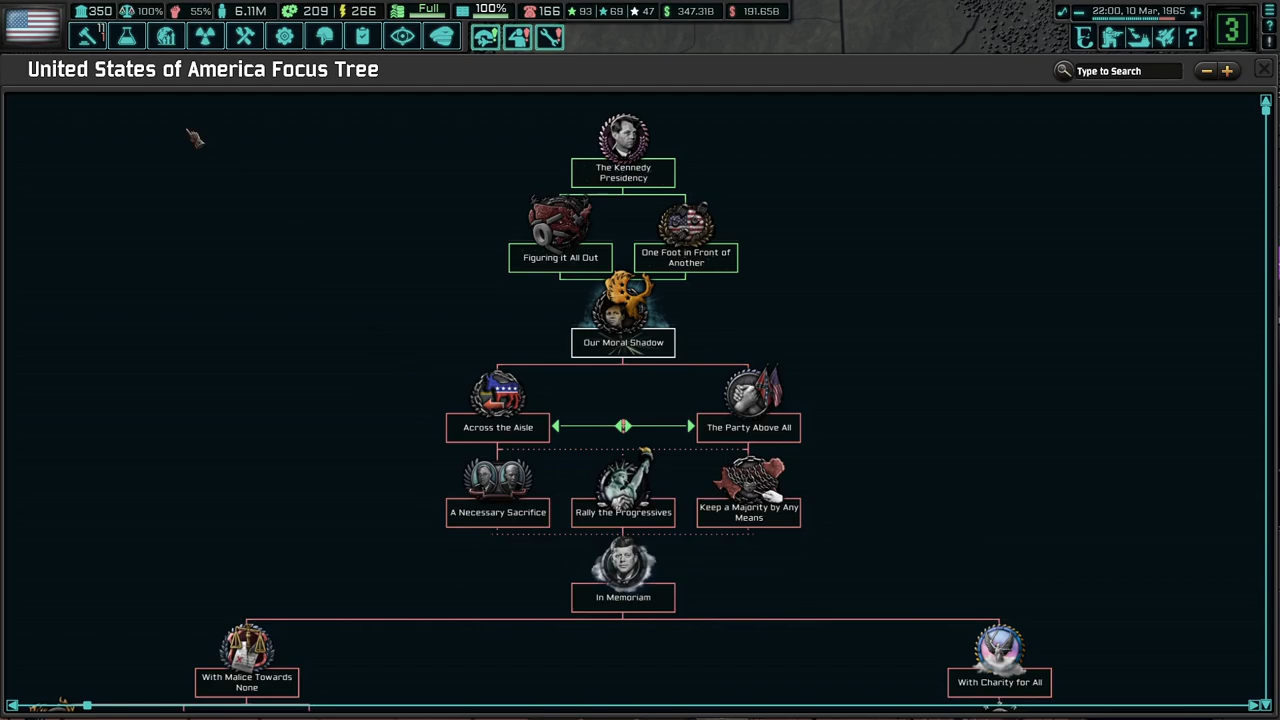 350 100% 55% 6.11M 209 266 Full 100% 166 93 69 47 347.31B 191.65B 22:00, 10 Mar, 1965 3
United States of America Focus Tree
Type to Search
The Kennedy
Presidency
Figuring it All Out
One Foot in Front of
Another
Our Moral Shadow
Across the Aisle
The Party Above All
A Necessary Sacrifice
Rally the Progressives
Keep a Majority by Any
Means
In Memoriam
With Malice Towards
None
With Charity for All